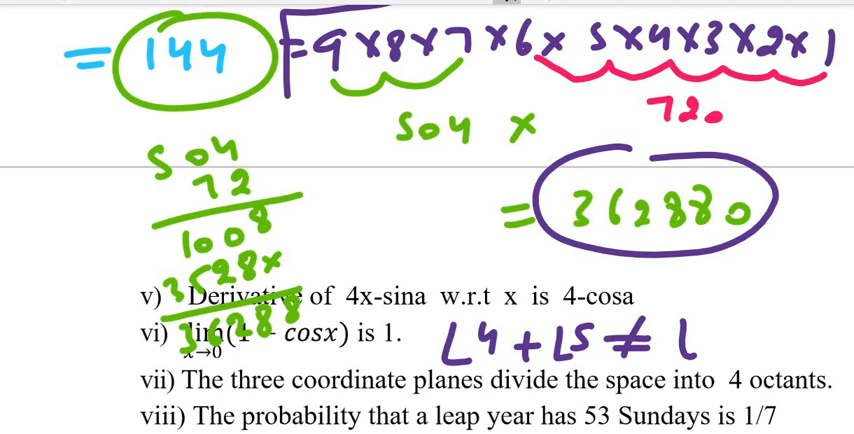 = 144 = 9 x 8 x 7 x 6 x 5 x 4 x 3 x 2 x 1
504 x 720
504
72
= 362880
1008
3528x
36288
v) Derivative of 4x-sina w.r.t x is 4-cosa
vi) lim(1 - cosx) is 1. L4 + L5 ≠ L
x→0
vii) The three coordinate planes divide the space into 4 octants.
viii) The probability that a leap year has 53 Sundays is 1/7